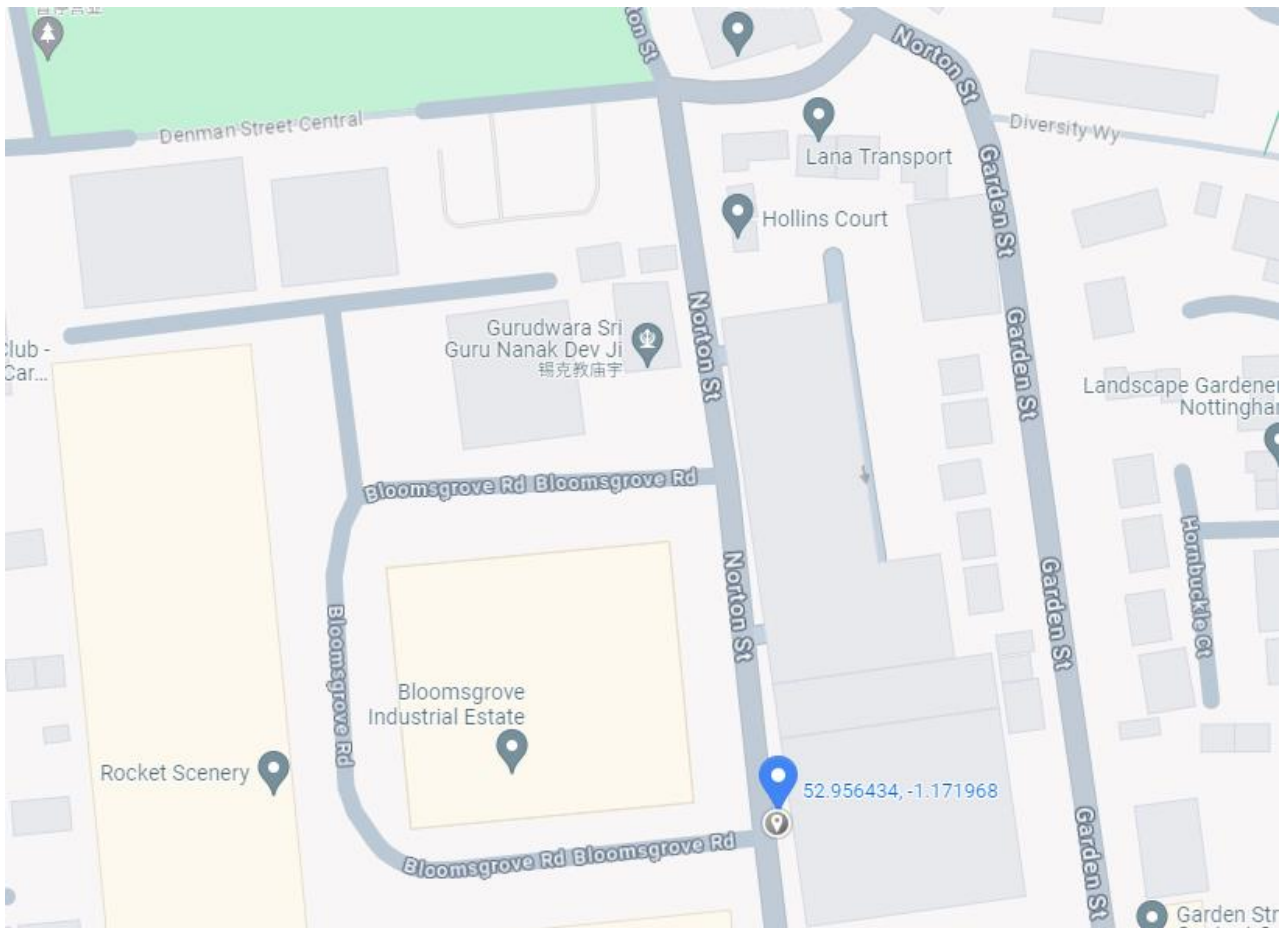 Norton St
Denman Street Central
Diversity Wy
Lana Transport
Garden St
Hollins Court
Norton St
Gurudwara Sri
Guru Nanak Dev Ji
锡克教庙宇
Garden St
Club -
Car...
Landscape Gardener
Nottingha
Bloomsgrove Rd Bloomsgrove Rd
Norton St
Hornbuckle Ct
Garden St
Bloomsgrove Rd
Bloomsgrove
Industrial Estate
Rocket Scenery
52.956434, -1.171968
Bloomsgrove Rd Bloomsgrove Rd
Garden St
Garden Str